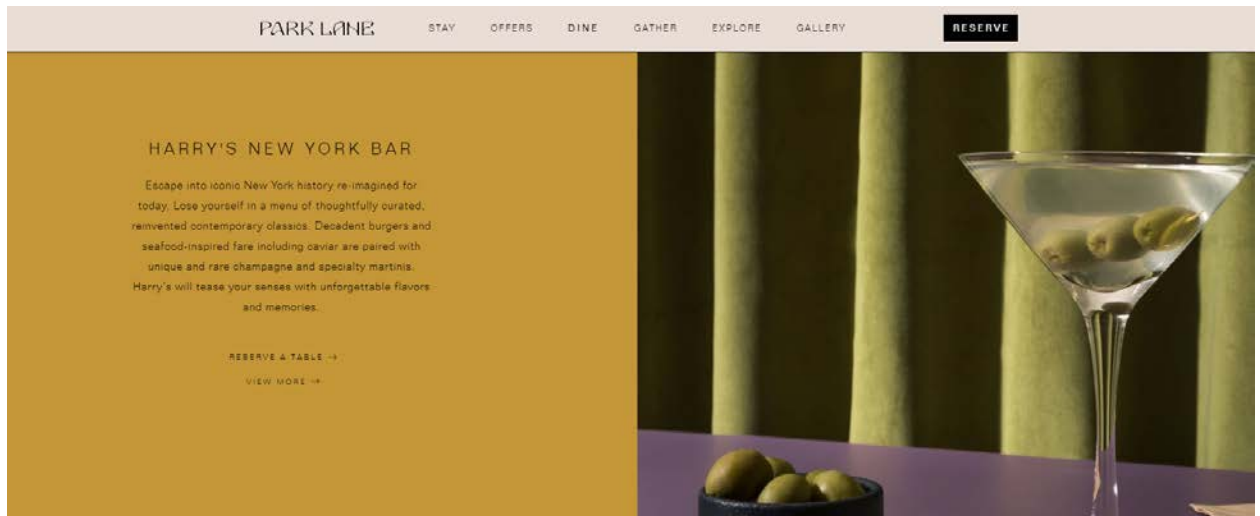 PARK LANE
STAY
OFFERS
DINE
GATHER
EXPLORE
GALLERY
RESERVE
HARRY'S NEW YORK BAR
Escape into iconic New York history re-imagined for
today. Lose yourself in a menu of thoughtfully curated,
reinvented contemporary classics. Decadent burgers and
seafood-inspired fare including caviar are paired with
unique and rare champagne and specialty martinis.
Harry's will tease your senses with unforgettable flavors
and memories.
RESERVE A TABLE →
VIEW MORE →